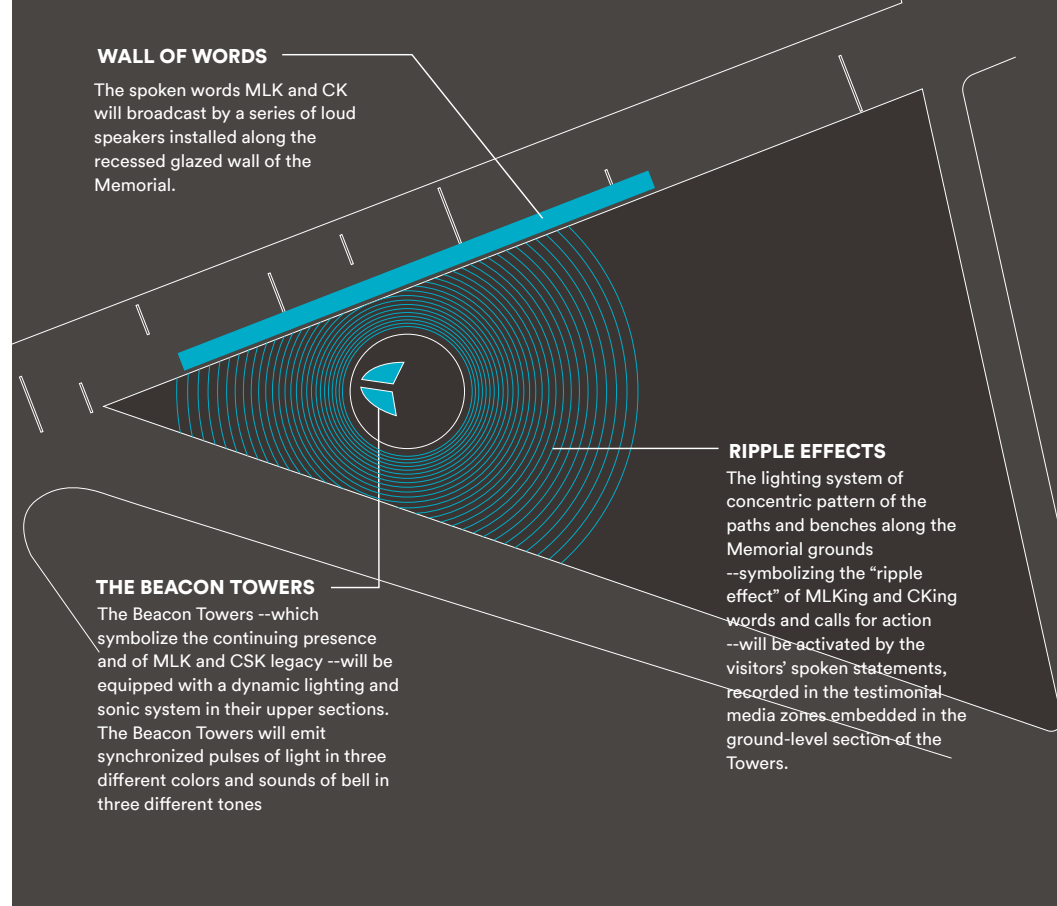 WALL OF WORDS
The spoken words MLK and CK
will broadcast by a series of loud
speakers installed along the
recessed glazed wall of the
Memorial.
RIPPLE EFFECTS
The lighting system of
concentric pattern of the
paths and benches along the
Memorial grounds
--symbolizing the “ripple
effect” of MLKing and CKing
words and calls for action
--will be activated by the
visitors’ spoken statements,
recorded in the testimonial
media zones embedded in the
ground-level section of the
Towers.
THE BEACON TOWERS
The Beacon Towers --which
symbolize the continuing presence
and of MLK and CSK legacy --will be
equipped with a dynamic lighting and
sonic system in their upper sections.
The Beacon Towers will emit
synchronized pulses of light in three
different colors and sounds of bell in
three different tones